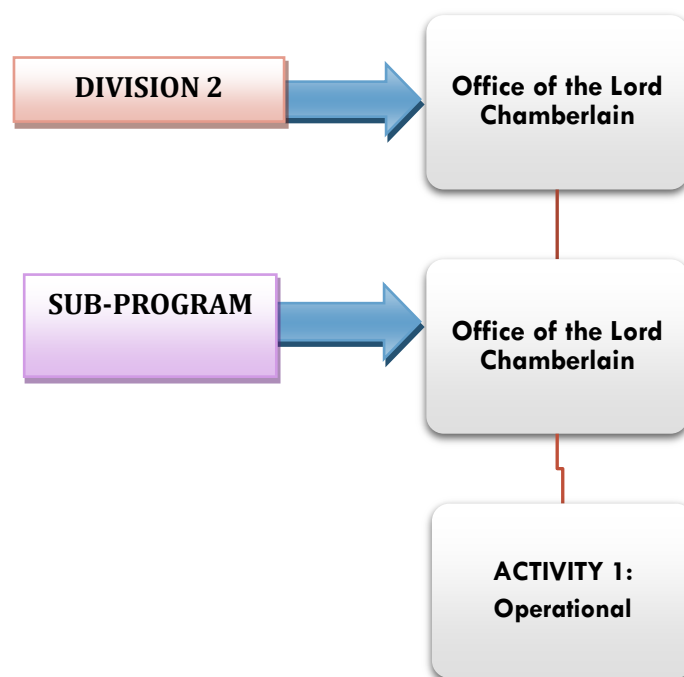 DIVISION 2
Office of the Lord
Chamberlain
SUB-PROGRAM
Office of the Lord
Chamberlain
ACTIVITY 1:
Operational